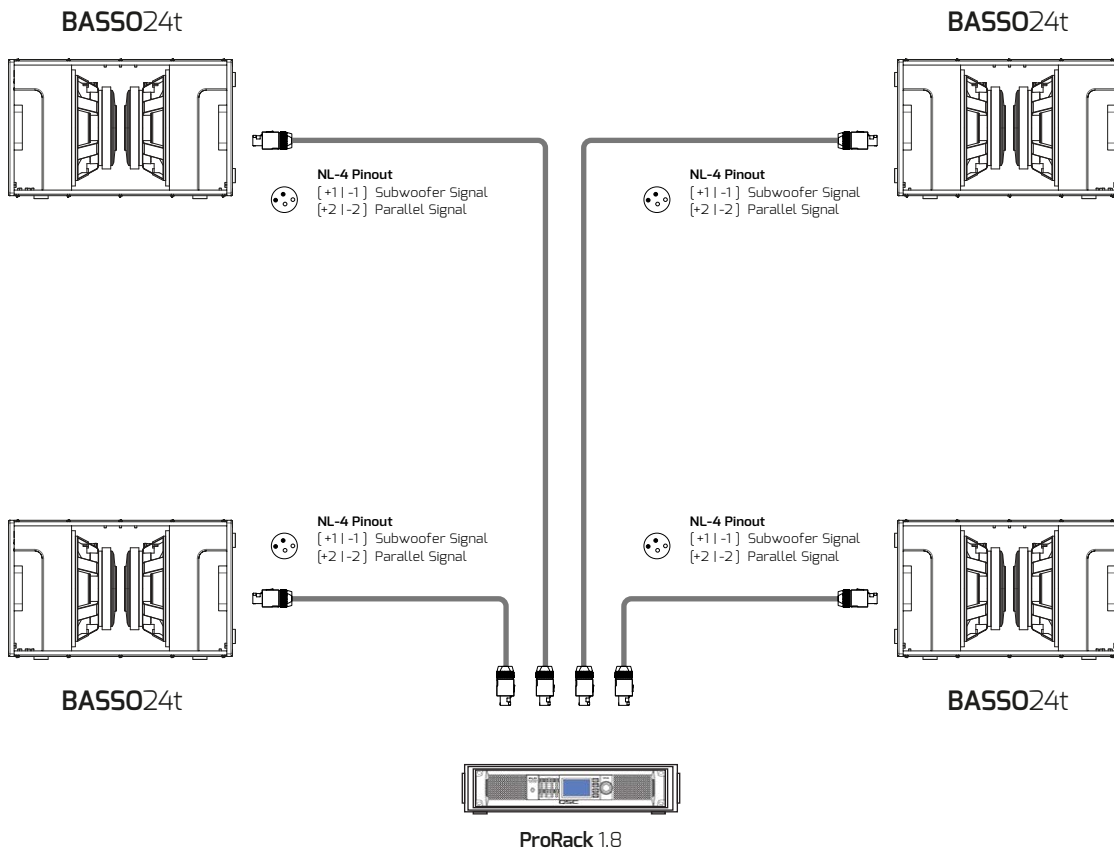 BASSO24t
BASSO24t
NL-4 Pinout
[ +1 | -1 ] Subwoofer Signal
[+2 | -2 ] Parallel Signal
NL-4 Pinout
[ +1 | -1 ] Subwoofer Signal
[+2 | -2 ] Parallel Signal
NL-4 Pinout
[ +1 | -1 ] Subwoofer Signal
[+2 | -2 ] Parallel Signal
NL-4 Pinout
[ +1 | -1 ] Subwoofer Signal
[+2 | -2 ] Parallel Signal
BASSO24t
BASSO24t
QSC
ProRack 1.8